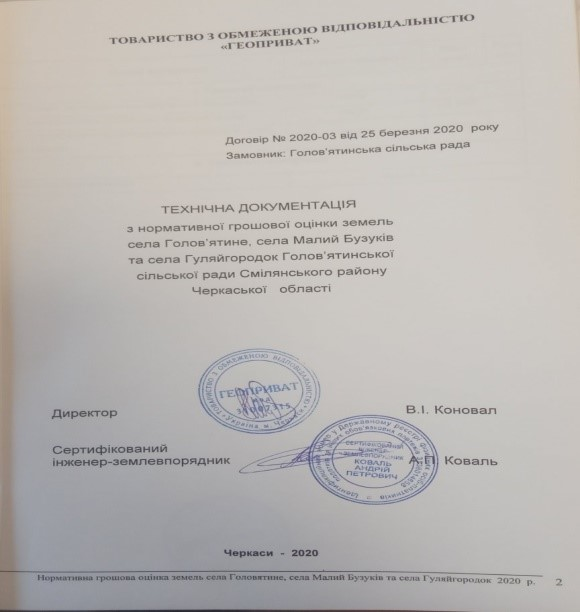 ТОВАРИСТВО З ОБМЕЖЕНОЮ ВІДПОВІДАЛЬНІСТЮ
«ГЕОПРИВАТ»
Договір № 2020-03 від 25 березня 2020 року
Замовник: Голов'ятинська сільська рада
ТЕХНІЧНА ДОКУМЕНТАЦІЯ
з нормативної грошової оцінки земель
села Голов'ятине, села Малий Бузуків
та села Гуляйгородок Голов'ятинської
сільської ради Смілянського району
Черкаської області
ГЕОПРИВАТ
Директор
В.І. Коновал
Сертифікований
інженер-землевпорядник
СЕРТИФІКОВАНИЙ
ІНЖЕНЕР-
ЗЕМЛЕВПОРЯДНИК
КОВАЛЬ
АНДРІЙ
ПЕТРОВИЧ
А.П. Коваль
Черкаси - 2020
Нормативна грошова оцінка земель села Головятине, села Малий Бузуків та села Гуляйгородок 2020 р. 2